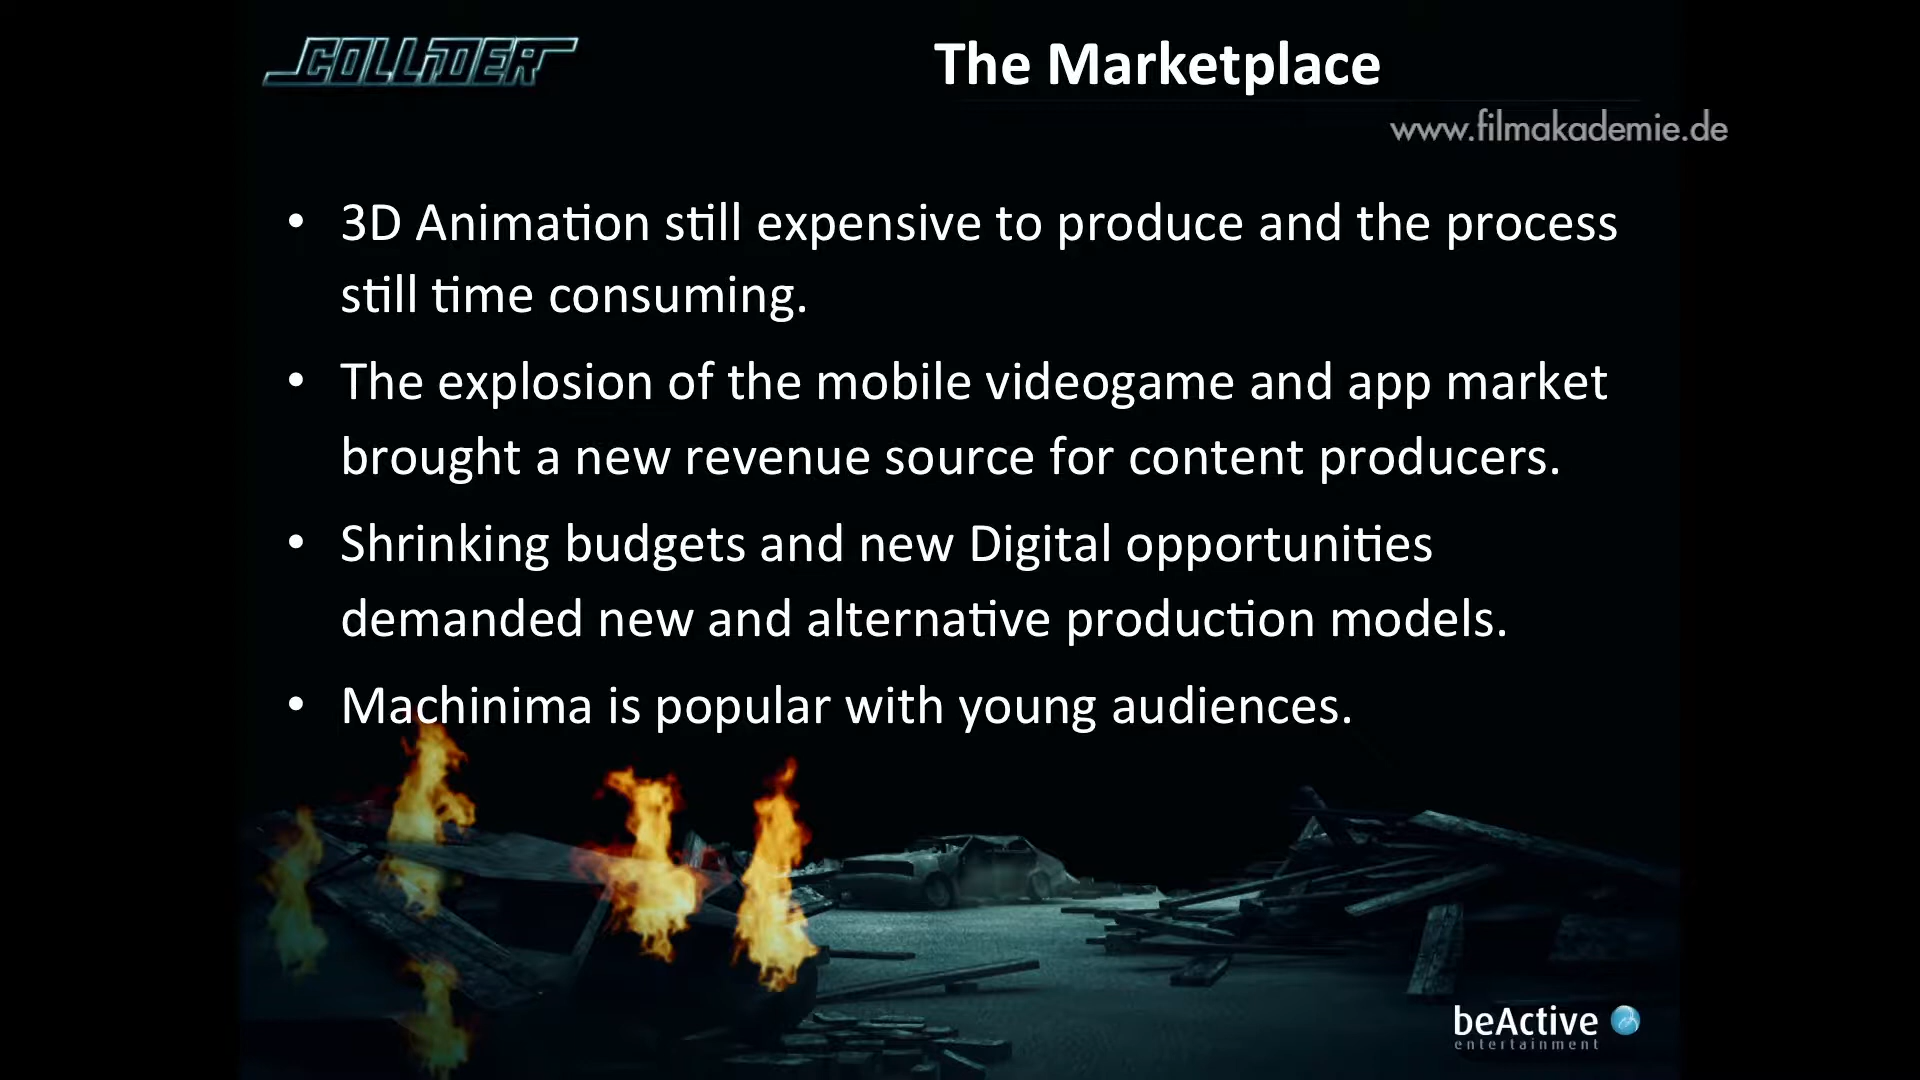 COLLIDER
The Marketplace
www.filmakademie.de
• 3D Animation still expensive to produce and the process
still time consuming.
• The explosion of the mobile videogame and app market
brought a new revenue source for content producers.
• Shrinking budgets and new Digital opportunities
demanded new and alternative production models.
• Machinima is popular with young audiences.
beActive
entertainment